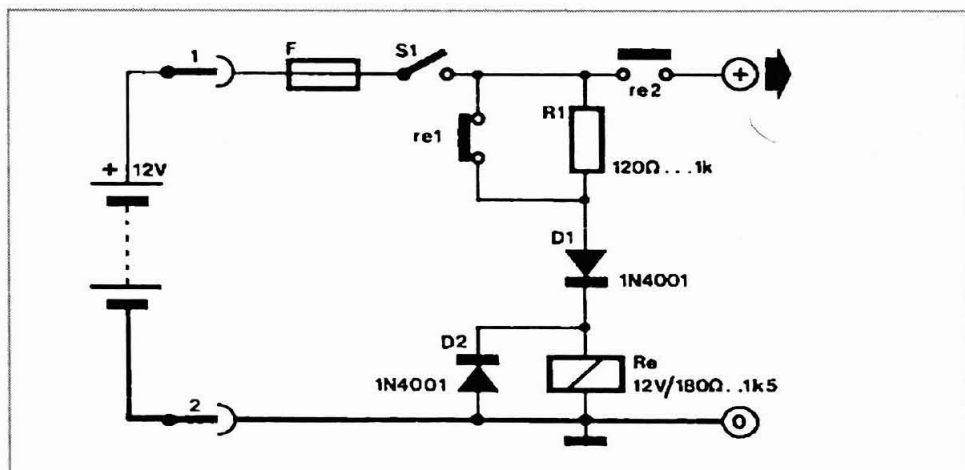 1
F
S1
+
re2
re1
R1
120Ω...1k
+ 12V
D1
1N4001
D2
1N4001
Re
12V/180Ω..1k5
2
0